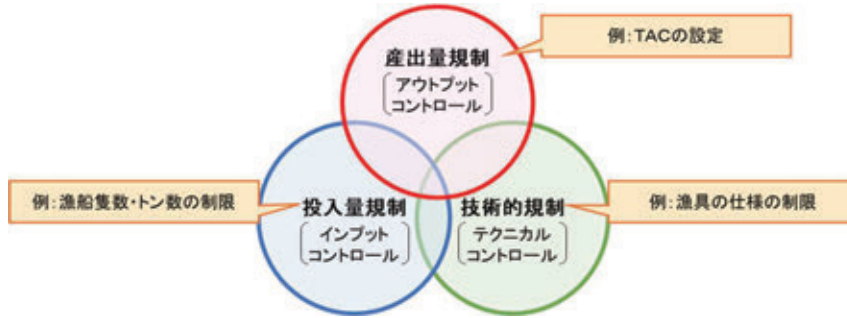 例：TACの設定
産出量規制
アウトプット
コントロール
例：漁船隻数・トン数の制限
投入量規制
インプット
コントロール
技術的規制
テクニカル
コントロール
例：漁具の仕様の制限